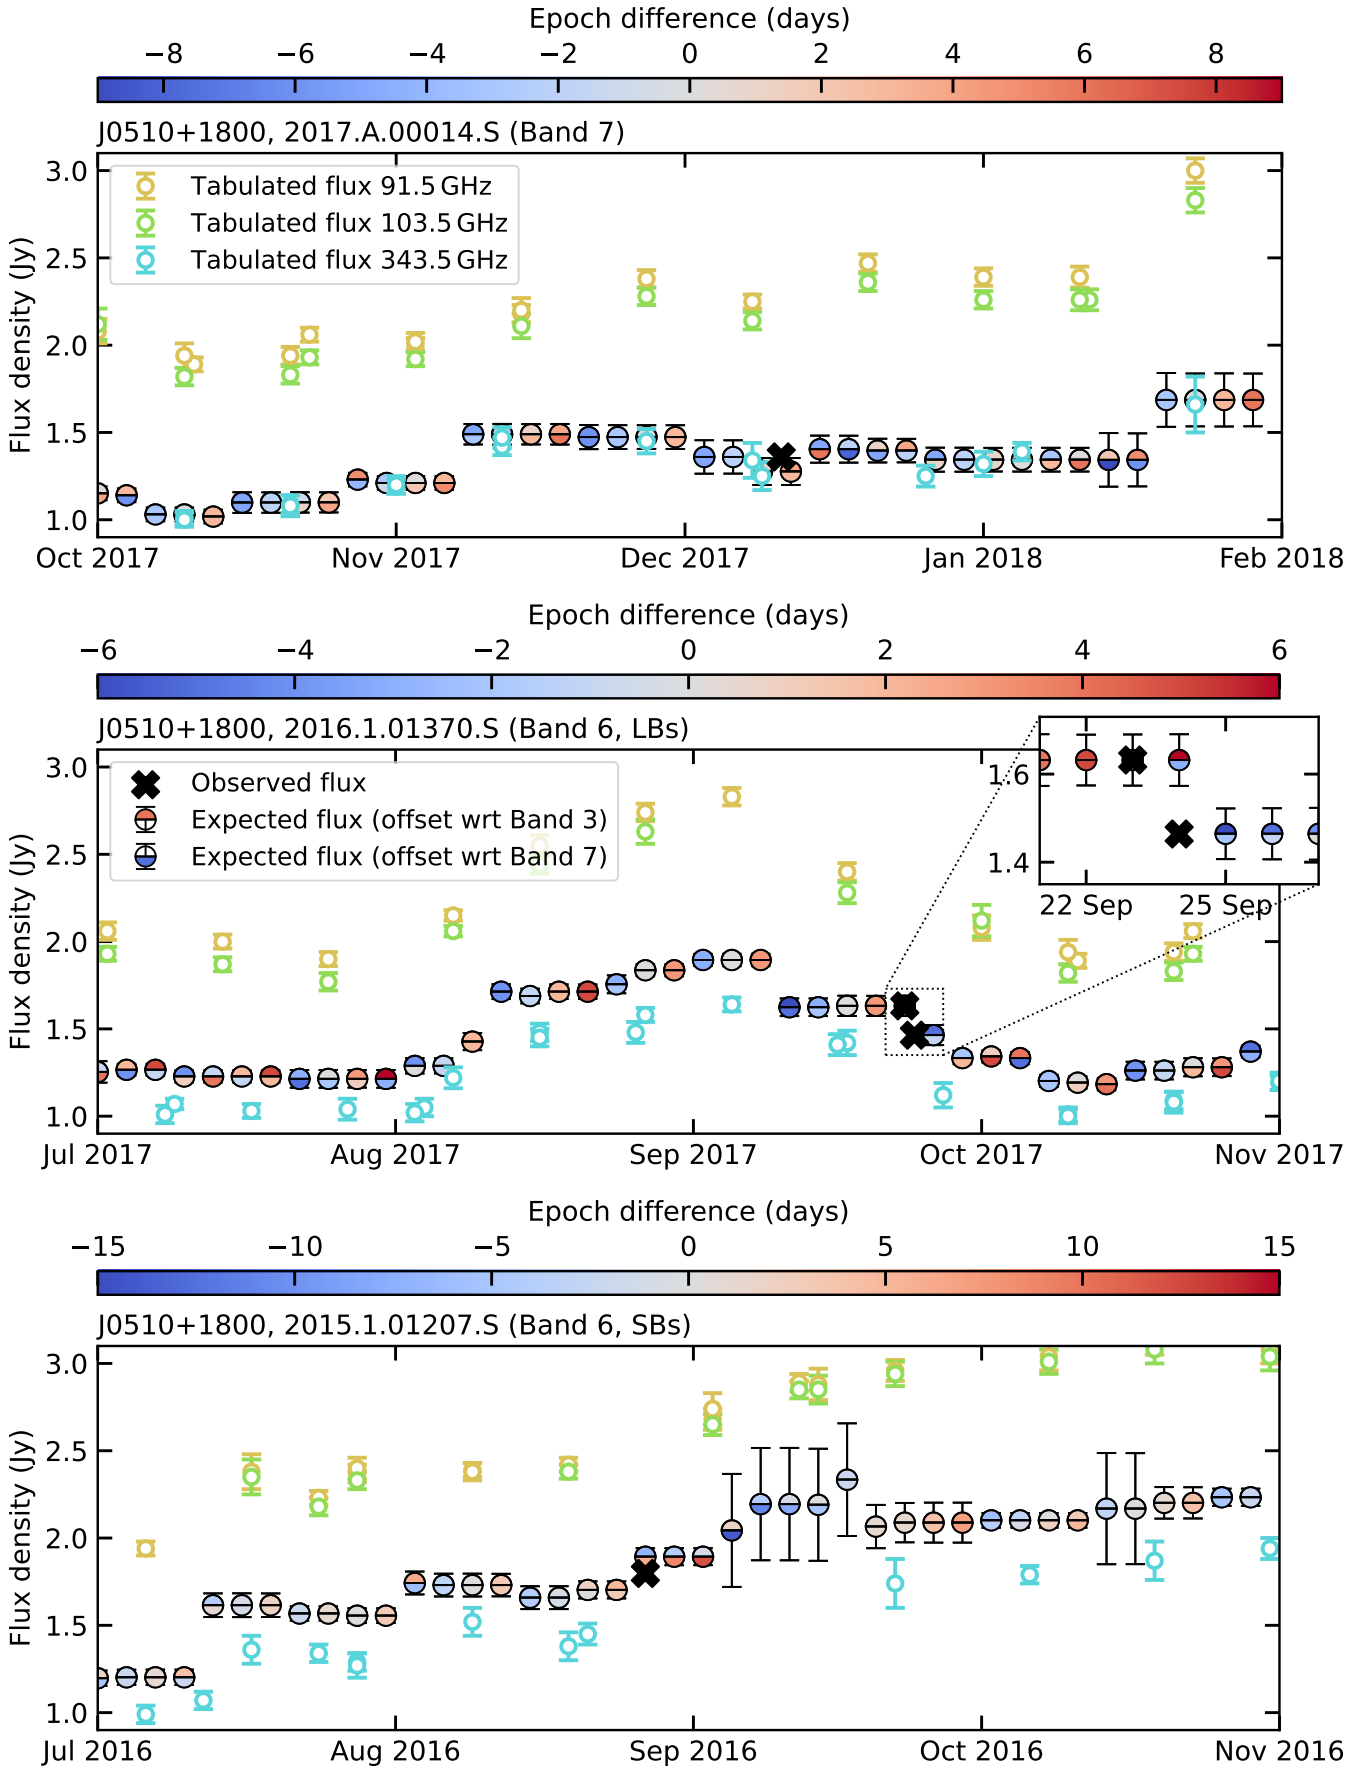 Epoch difference (days)
−8 −6 −4 −2 0 2 4 6 8
J0510+1800, 2017.A.00014.S (Band 7)
Tabulated flux 91.5 GHz
Tabulated flux 103.5 GHz
Tabulated flux 343.5 GHz
Flux density (Jy)
3.0
2.5
2.0
1.5
1.0
Oct 2017 Nov 2017 Dec 2017 Jan 2018 Feb 2018
Epoch difference (days)
−6 −4 −2 0 2 4 6
J0510+1800, 2016.1.01370.S (Band 6, LBs)
Observed flux
Expected flux (offset wrt Band 3)
Expected flux (offset wrt Band 7)
1.6
1.4
22 Sep 25 Sep
Flux density (Jy)
3.0
2.5
2.0
1.5
1.0
Jul 2017 Aug 2017 Sep 2017 Oct 2017 Nov 2017
Epoch difference (days)
−15 −10 −5 0 5 10 15
J0510+1800, 2015.1.01207.S (Band 6, SBs)
Flux density (Jy)
3.0
2.5
2.0
1.5
1.0
Jul 2016 Aug 2016 Sep 2016 Oct 2016 Nov 2016